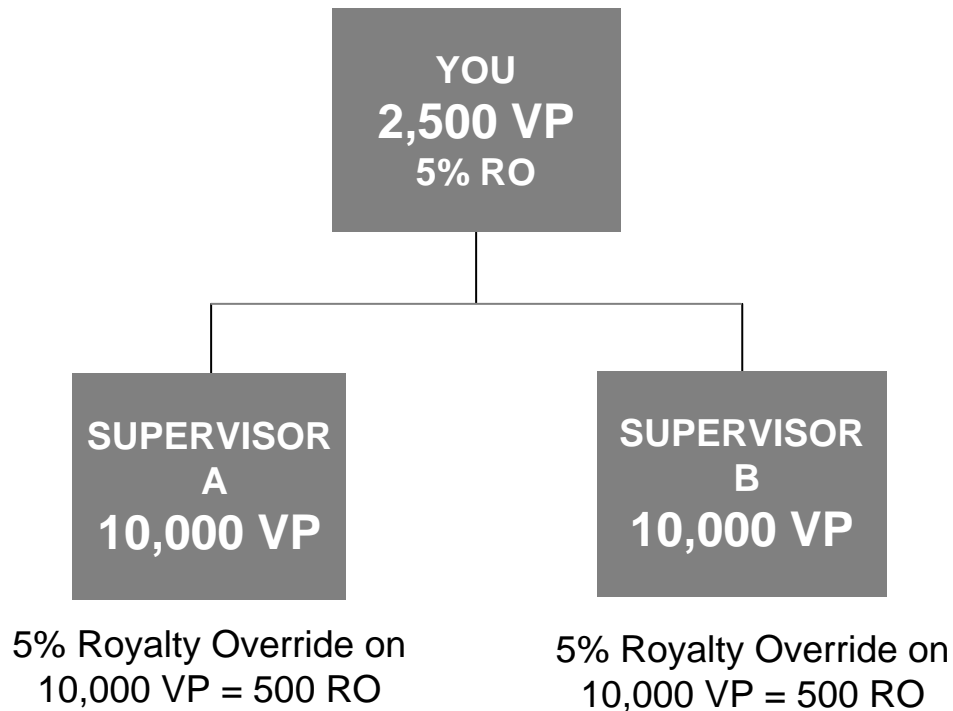 YOU
2,500 VP
5% RO
SUPERVISOR
A
10,000 VP
SUPERVISOR
B
10,000 VP
5% Royalty Override on
10,000 VP = 500 RO
5% Royalty Override on
10,000 VP = 500 RO